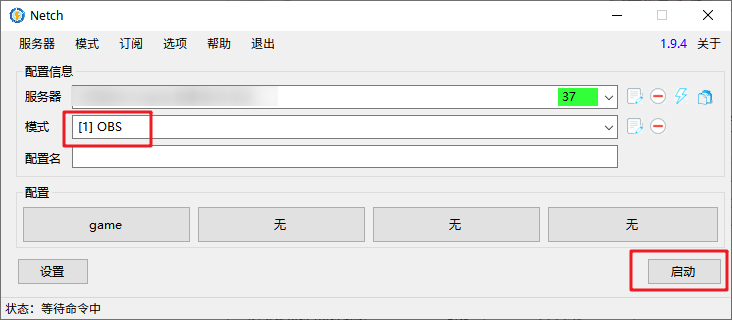 Netch
服务器 模式 订阅 选项 帮助 退出 1.9.4 关于
配置信息
服务器 37
模式 [1] OBS
配置名
配置
game 无 无 无
设置 启动
状态：等待命令中